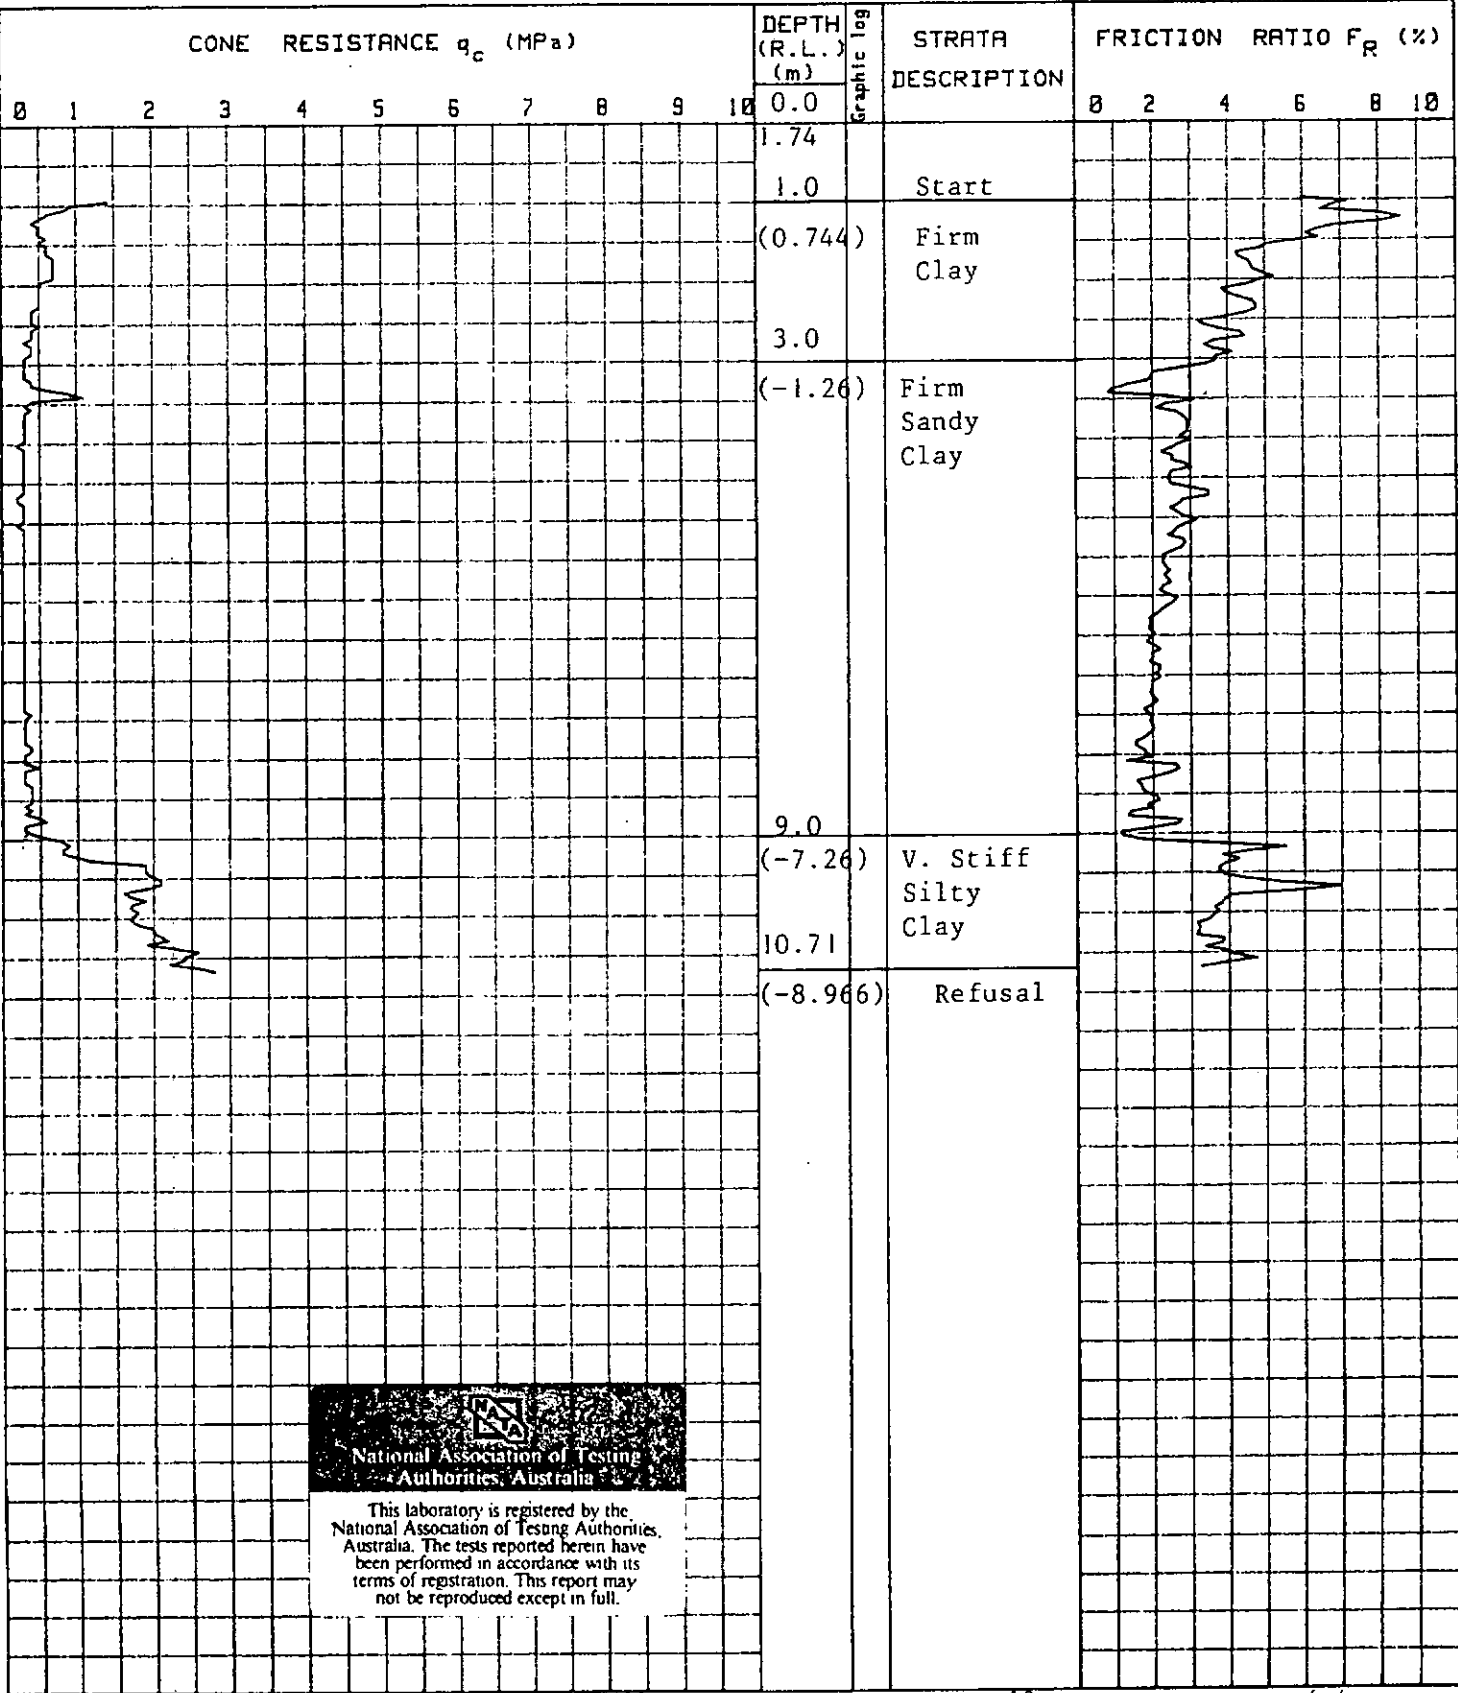 CONE RESISTANCE qc (MPa)
DEPTH
(R.L.)
(m)
0.0
Graphic log
STRATA
DESCRIPTION
FRICTION RATIO FR (%)
0 1 2 3 4 5 6 7 8 9 10
0 2 4 6 8 10
1.74
1.0 Start
(0.744) Firm
Clay
3.0
(-1.26) Firm
Sandy
Clay
9.0
(-7.26) V. Stiff
Silty
Clay
10.71
(-8.966) Refusal
NATA
National Association of Testing
Authorities, Australia
This laboratory is registered by the
National Association of Testing Authorities,
Australia. The tests reported herein have
been performed in accordance with its
terms of registration. This report may
not be reproduced except in full.